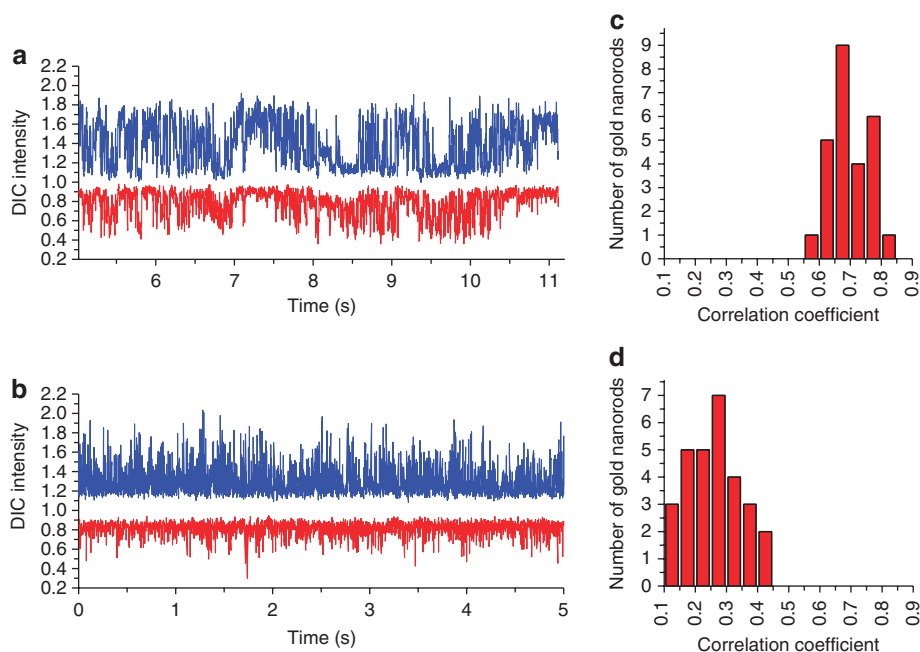 a
2.2
2.0
1.8
1.6
1.4
1.2
1.0
0.8
0.6
0.4
0.2
DIC intensity
6 7 8 9 10 11
Time (s)
b
2.2
2.0
1.8
1.6
1.4
1.2
1.0
0.8
0.6
0.4
0.2
DIC intensity
0 1 2 3 4 5
Time (s)
c
9
8
7
6
5
4
3
2
1
0
Number of gold nanorods
0.1 0.2 0.3 0.4 0.5 0.6 0.7 0.8 0.9
Correlation coefficient
d
7
6
5
4
3
2
1
0
Number of gold nanorods
0.1 0.2 0.3 0.4 0.5 0.6 0.7 0.8 0.9
Correlation coefficient